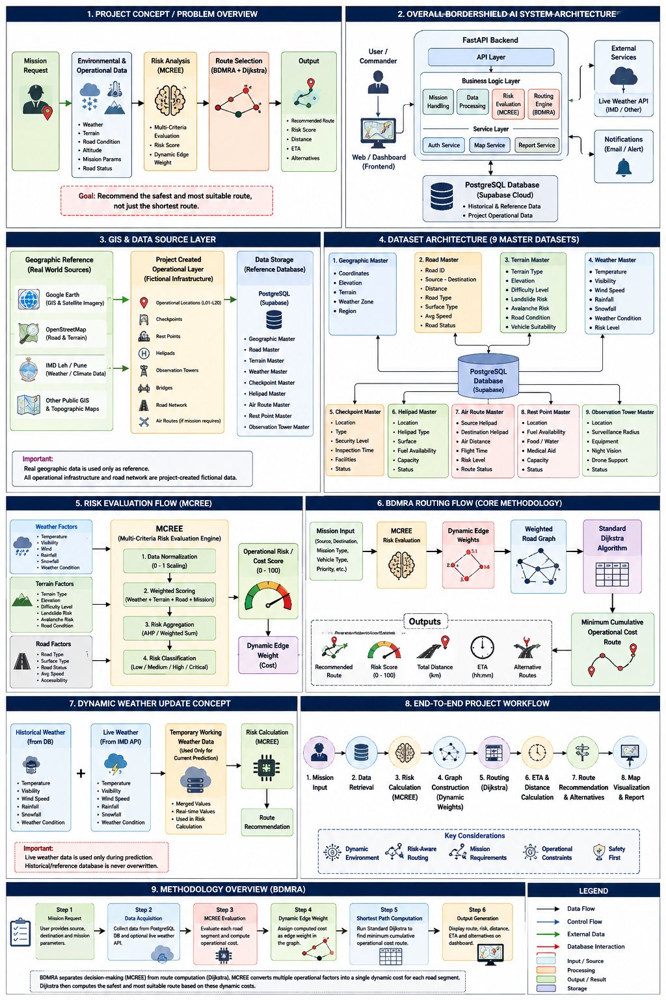 1. PROJECT CONCEPT / PROBLEM OVERVIEW
Mission
Request
Environmental &
Operational Data
• Weather
• Terrain
• Road Condition
• Altitude
• Mission Params
• Road Status
Risk Analysis
(MCREE)
• Multi-Criteria
Evaluation
• Risk Score
• Dynamic Edge
Weight
Route Selection
(BDMRA + Dijkstra)
Output
• Recommended Route
• Risk Score
• Distance
• ETA
• Alternatives
Goal: Recommend the safest and most suitable route,
not just the shortest route.
2. OVERALL BORDERSHIELD AI SYSTEM ARCHITECTURE
User /
Commander
Web / Dashboard
(Frontend)
FastAPI Backend
API Layer
Business Logic Layer
Mission
Handling
Data
Processing
Risk
Evaluation
(MCREE)
Routing
Engine
(BDMRA)
Service Layer
Auth Service
Map Service
Report Service
PostgreSQL Database
(Supabase Cloud)
• Historical & Reference Data
• Project Operational Data
External
Services
Live Weather API
(IMD / Other)
Notifications
(Email / Alert)
3. GIS & DATA SOURCE LAYER
Geographic Reference
(Real World Sources)
Google Earth
(GIS & Satellite Imagery)
OpenStreetMap
(Road & Terrain)
IMD Leh / Pune
(Weather / Climate Data)
Other Public GIS
& Topographic Maps
Project Created
Operational Layer
(Fictional Infrastructure)
Operational Locations (L01-L20)
Checkpoints
Rest Points
H
Helipads
Observation Towers
Bridges
Road Network
Air Routes (if mission requires)
Data Storage
(Reference Database)
PostgreSQL
(Supabase)
• Geographic Master
• Road Master
• Terrain Master
• Weather Master
• Checkpoint Master
• Helipad Master
• Air Route Master
• Rest Point Master
• Observation Tower Master
Important:
Real geographic data is used only as reference.
All operational infrastructure and road network are project-created fictional data.
4. DATASET ARCHITECTURE (9 MASTER DATASETS)
1. Geographic Master
• Coordinates
• Elevation
• Terrain
• Weather Zone
• Region
2. Road Master
• Road ID
• Source - Destination
• Distance
• Road Type
• Surface Type
• Avg Speed
• Road Status
3. Terrain Master
• Terrain Type
• Elevation
• Difficulty Level
• Landslide Risk
• Avalanche Risk
• Road Condition
• Vehicle Suitability
4. Weather Master
• Temperature
• Visibility
• Wind Speed
• Rainfall
• Snowfall
• Weather Condition
• Risk Level
PostgreSQL
Database
(Supabase)
5. Checkpoint Master
• Location
• Type
• Security Level
• Inspection Time
• Facilities
• Status
6. Helipad Master
• Location
• Helipad Type
• Surface
• Fuel Availability
• Capacity
• Status
7. Air Route Master
• Source Helipad
• Destination Helipad
• Air Distance
• Flight Time
• Risk Level
• Route Status
8. Rest Point Master
• Location
• Fuel Availability
• Food / Water
• Medical Aid
• Capacity
• Status
9. Observation Tower Master
• Location
• Surveillance Radius
• Equipment
• Night Vision
• Drone Support
• Status
5. RISK EVALUATION FLOW (MCREE)
Weather Factors
• Temperature
• Visibility
• Wind
• Rainfall
• Snowfall
• Weather Condition
Terrain Factors
• Terrain Type
• Elevation
• Difficulty Level
• Landslide Risk
• Avalanche Risk
• Road Condition
Road Factors
• Road Type
• Surface Type
• Road Status
• Avg Speed
• Accessibility
MCREE
(Multi-Criteria Risk Evaluation Engine)
1. Data Normalization
(0 - 1 Scaling)
2. Weighted Scoring
(Weather + Terrain + Road + Mission)
3. Risk Aggregation
(AHP / Weighted Sum)
4. Risk Classification
(Low / Medium / High / Critical)
Operational Risk /
Cost Score
(0 - 100)
Dynamic Edge
Weight
(Cost)
6. BDMRA ROUTING FLOW (CORE METHODOLOGY)
Mission Input
(Source, Destination,
Mission Type,
Vehicle Type,
Priority, etc.)
MCREE
Risk Evaluation
Dynamic Edge
Weights
Weighted
Road Graph
Standard
Dijkstra
Algorithm
Minimum Cumulative
Operational Cost
Route
Outputs
Recommended
Route
Risk Score
(0 - 100)
Total Distance
(km)
ETA
(hh:mm)
Alternative
Routes
7. DYNAMIC WEATHER UPDATE CONCEPT
Historical Weather
(from DB)
• Temperature
• Visibility
• Wind Speed
• Rainfall
• Snowfall
• Weather Condition
+
Live Weather
(From IMD API)
• Temperature
• Visibility
• Wind Speed
• Rainfall
• Snowfall
• Weather Condition
Temporary Working
Weather Data
(Used Only for
Current Prediction)
• Merged Values
• Real-time Values
• Used in Risk
Calculation
Risk Calculation
(MCREE)
Route
Recommendation
Important:
Live weather data is used only during prediction.
Historical/reference database is never overwritten.
8. END-TO-END PROJECT WORKFLOW
1. Mission
Input
2. Data
Retrieval
3. Risk
Calculation
(MCREE)
4. Graph
Construction
(Dynamic
Weights)
5. Routing
(Dijkstra)
6. ETA &
Distance
Calculation
7. Route
Recommendation
& Alternatives
8. Map
Visualization
& Report
Key Considerations
Dynamic
Environment
Risk-Aware
Routing
Mission
Requirements
Operational
Constraints
Safety
First
9. METHODOLOGY OVERVIEW (BDMRA)
Step 1
Mission Request
User provides source,
destination and mission
parameters.
Step 2
Data Acquisition
Collect data from PostgreSQL
DB and optional live weather
API.
Step 3
MCREE Evaluation
Evaluate each road
segment and compute
operational cost.
Step 4
Dynamic Edge Weight
Assign computed cost
as edge weight in
the graph.
Step 5
Shortest Path Computation
Run Standard Dijkstra to
find minimum cumulative
operational cost route.
Step 6
Output Generation
Display route, risk, distance,
ETA and alternatives on
dashboard.
BDMRA separates decision-making (MCREE) from route computation (Dijkstra), MCREE converts multiple operational factors into a single dynamic cost for each road segment.
Dijkstra then computes the safest and most suitable route based on these dynamic costs.
LEGEND
Data Flow
Control Flow
External Data
Database Interaction
Input / Source
Processing
Output / Result
Storage